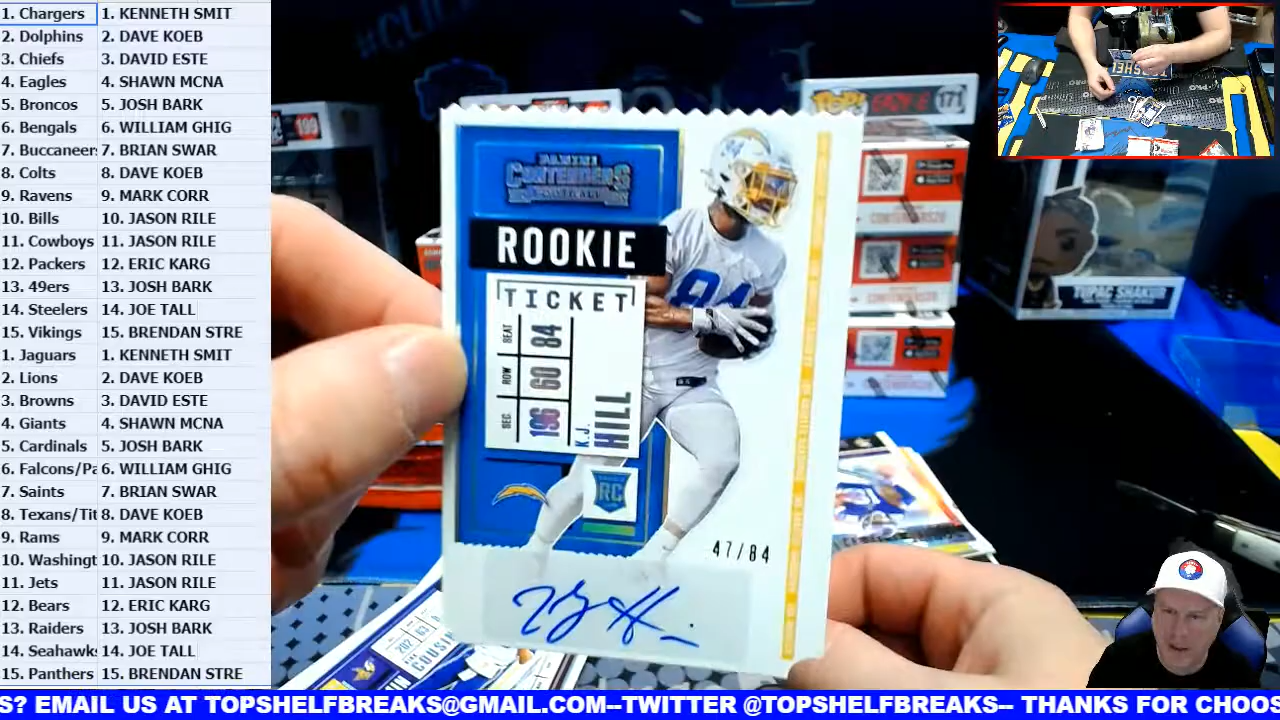 1. Chargers 1. KENNETH SMIT
2. Dolphins 2. DAVE KOEB
3. Chiefs 3. DAVID ESTE
4. Eagles 4. SHAWN MCNA
5. Broncos 5. JOSH BARK
6. Bengals 6. WILLIAM GHIG
7. Buccaneer 7. BRIAN SWAR
8. Colts 8. DAVE KOEB
9. Ravens 9. MARK CORR
10. Bills 10. JASON RILE
11. Cowboys 11. JASON RILE
12. Packers 12. ERIC KARG
13. 49ers 13. JOSH BARK
14. Steelers 14. JOE TALL
15. Vikings 15. BRENDAN STRE
1. Jaguars 1. KENNETH SMIT
2. Lions 2. DAVE KOEB
3. Browns 3. DAVID ESTE
4. Giants 4. SHAWN MCNA
5. Cardinals 5. JOSH BARK
6. Falcons/Pa 6. WILLIAM GHIG
7. Saints 7. BRIAN SWAR
8. Texans/Tit 8. DAVE KOEB
9. Rams 9. MARK CORR
10. Washingt 10. JASON RILE
11. Jets 11. JASON RILE
12. Bears 12. ERIC KARG
13. Raiders 13. JOSH BARK
14. Seahawk 14. JOE TALL
15. Panthers 15. BRENDAN STRE
PANINI
CONTENDERS
FOOTBALL
ROOKIE
TICKET
SEAT 84
ROW 60
SEC. 196
K.J.
HILL
RC
84
47/84
POP!
171
TUPAC SHAKUR
202 63
COUSI
S? EMAIL US AT TOPSHELFBREAKS@GMAIL.COM--TWITTER @TOPSHELFBREAKS-- THANKS FOR CHOOS